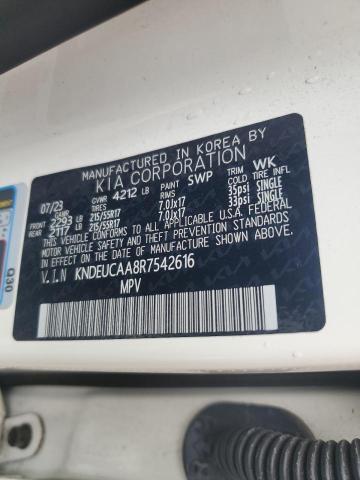 MANUFACTURED IN KOREA BY
KIA CORPORATION
07/23 GVWR 4212 LB PAINT SWP TRIM WK
GAWR TIRES RIMS COLD TIRE INFL
FRONT 2293 LB 215/55R17 7.0Jx17 35psi SINGLE
REAR 2117 LB 215/55R17 7.0Jx17 33psi SINGLE
THIS VEHICLE CONFORMS TO ALL APPLICABLE FEDERAL
MOTOR VEHICLE SAFETY, BUMPER, AND THEFT PREVENTION
STANDARDS IN EFFECT ON THE DATE OF MANUFACTURE SHOWN ABOVE
V.I.N KNDEUCAA8R7542616
MPV
Q30